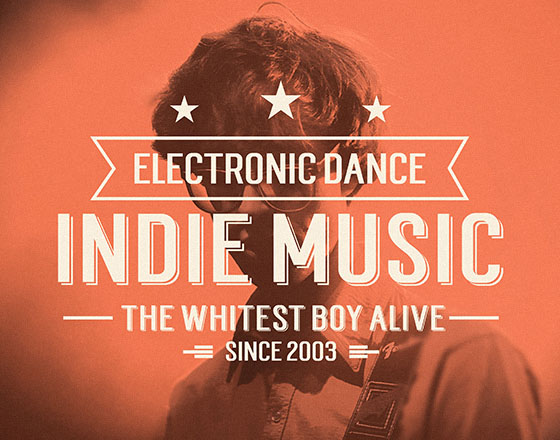 ELECTRONIC DANCE
INDIE MUSIC
THE WHITEST BOY ALIVE
SINCE 2003